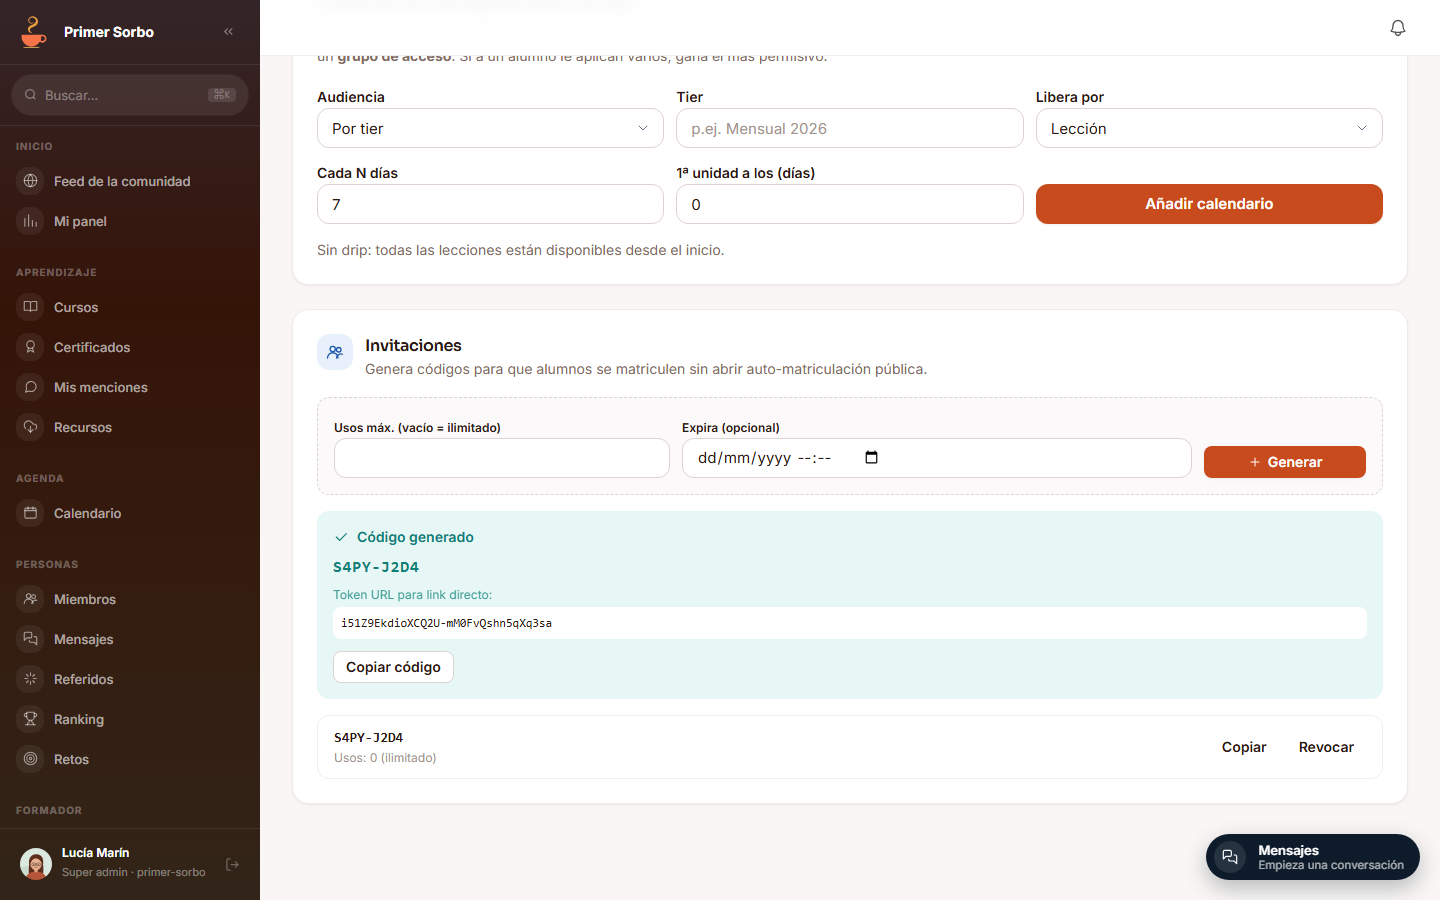 Primer Sorbo
Buscar...
⌘K
INICIO
Feed de la comunidad
Mi panel
APRENDIZAJE
Cursos
Certificados
Mis menciones
Recursos
AGENDA
Calendario
PERSONAS
Miembros
Mensajes
Referidos
Ranking
Retos
FORMADOR
Lucía Marín
Super admin · primer-sorbo
un grupo de acceso. Si a un alumno le aplican varios, gana el más permisivo.
Audiencia
Tier
Libera por
Por tier
p.ej. Mensual 2026
Lección
Cada N días
1ª unidad a los (días)
7
0
Añadir calendario
Sin drip: todas las lecciones están disponibles desde el inicio.
Invitaciones
Genera códigos para que alumnos se matriculen sin abrir auto-matriculación pública.
Usos máx. (vacío = ilimitado)
Expira (opcional)
dd/mm/yyyy --:--
+ Generar
Código generado
S4PY-J2D4
Token URL para link directo:
i51Z9EkdioXCQ2U-mM0FvQshn5qXq3sa
Copiar código
S4PY-J2D4
Usos: 0 (ilimitado)
Copiar
Revocar
Mensajes
Empieza una conversación